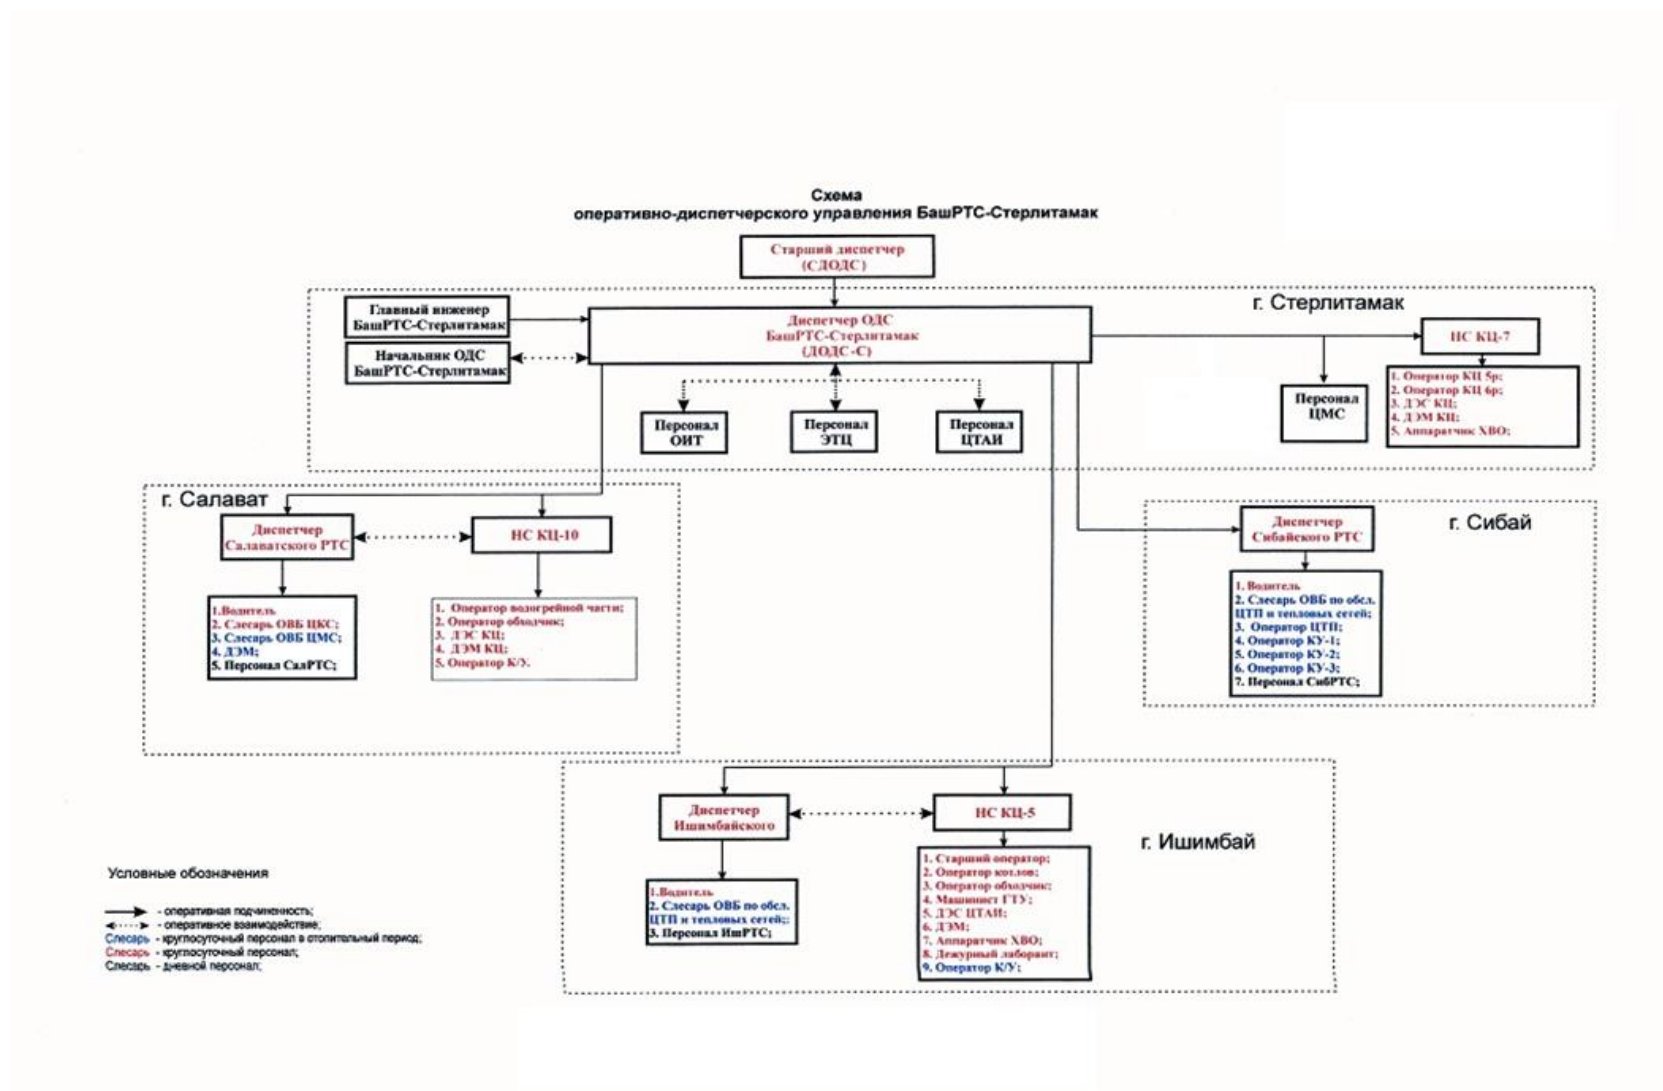 Схема
оперативно-диспетчерского управления БашРТС-Стерлитамак
Старший диспетчер
(СДОДС)
г. Стерлитамак
Главный инженер
БашРТС-Стерлитамак
Начальник ОДС
БашРТС-Стерлитамак
Диспетчер ОДС
БашРТС-Стерлитамак
(ДОДС-С)
НС КЦ-7
Персонал
ЦМС
1. Оператор КЦ 5р;
2. Оператор КЦ 6р;
3. ДЭС КЦ;
4. ДЭМ КЦ;
5. Аппаратчик ХВО;
Персонал
ОИТ
Персонал
ЭТЦ
Персонал
ЦТАИ
г. Салават
Диспетчер
Салаватского РТС
НС КЦ-10
1.Водитель
2. Слесарь ОВБ ЦКС;
3. Слесарь ОВБ ЦМС;
4. ДЭМ;
5. Персонал СалРТС;
1. Оператор водогрейной части;
2. Оператор обходчик;
3. ДЭС КЦ;
4. ДЭМ КЦ;
5. Оператор К/У.
г. Сибай
Диспетчер
Сибайского РТС
1. Водитель
2. Слесарь ОВБ по обсл.
ЦТП и тепловых сетей;
3. Оператор ЦТП;
4. Оператор КУ-1;
5. Оператор КУ-2;
6. Оператор КУ-3;
7. Персонал СибРТС;
г. Ишимбай
Диспетчер
Ишимбайского
НС КЦ-5
1.Водитель
2. Слесарь ОВБ по обсл.
ЦТП и тепловых сетей;;
3. Персонал ИшРТС;
1. Старший оператор;
2. Оператор котлов;
3. Оператор обходчик;
4. Машинист ГТУ;
5. ДЭС ЦТАИ;
6. ДЭМ;
7. Аппаратчик ХВО;
8. Дежурный лаборант;
9. Оператор К/У;
Условные обозначения
- оперативная подчиненность;
- оперативное взаимодействие;
Слесарь - круглосуточный персонал в отопительный период;
Слесарь - круглосуточный персонал;
Слесарь - дневной персонал;